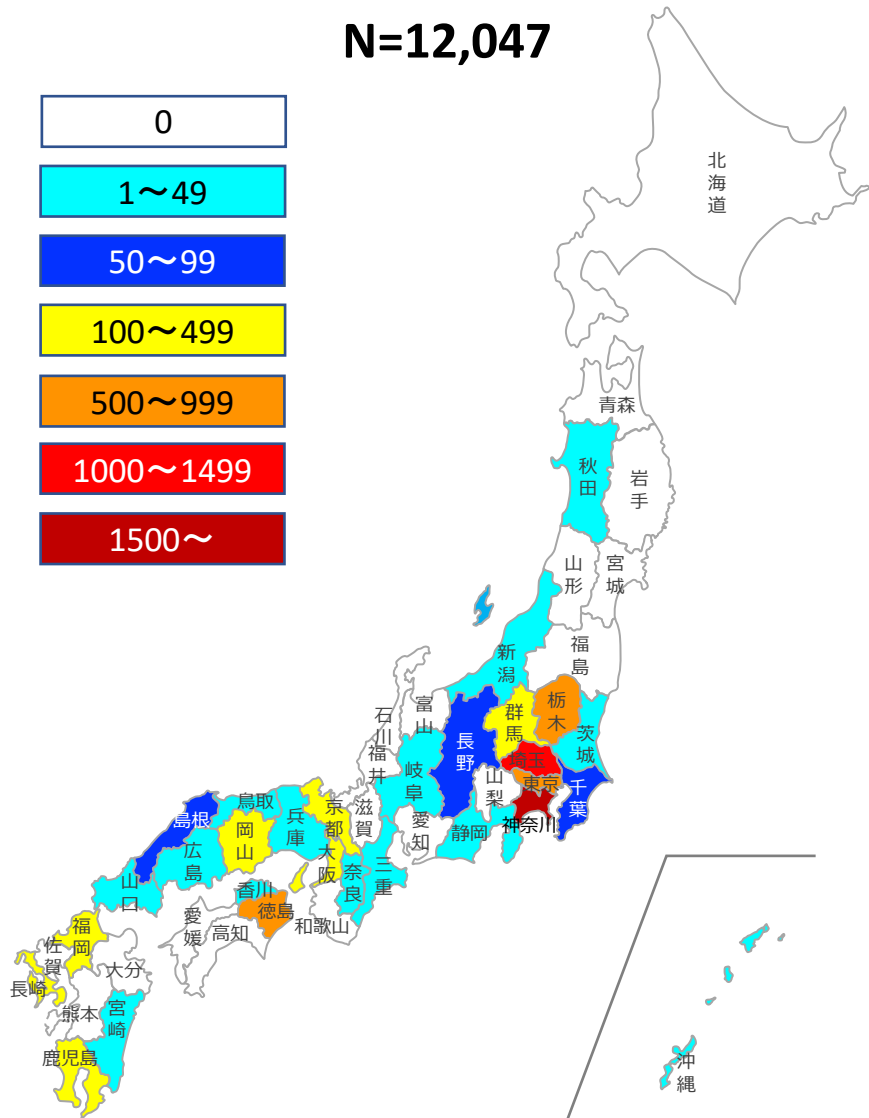 N=12,047
0
1～49
50～99
100～499
500～999
1000～1499
1500～
北海道
青森
秋田
岩手
山形
宮城
福島
新潟
栃木
群馬
茨城
富山
石川
福井
長野
岐阜
埼玉
東京
千葉
山梨
神奈川
静岡
愛知
滋賀
京都
兵庫
鳥取
島根
岡山
広島
大阪
奈良
三重
山口
香川
徳島
和歌山
愛媛
高知
福岡
佐賀
大分
長崎
熊本
宮崎
鹿児島
沖縄